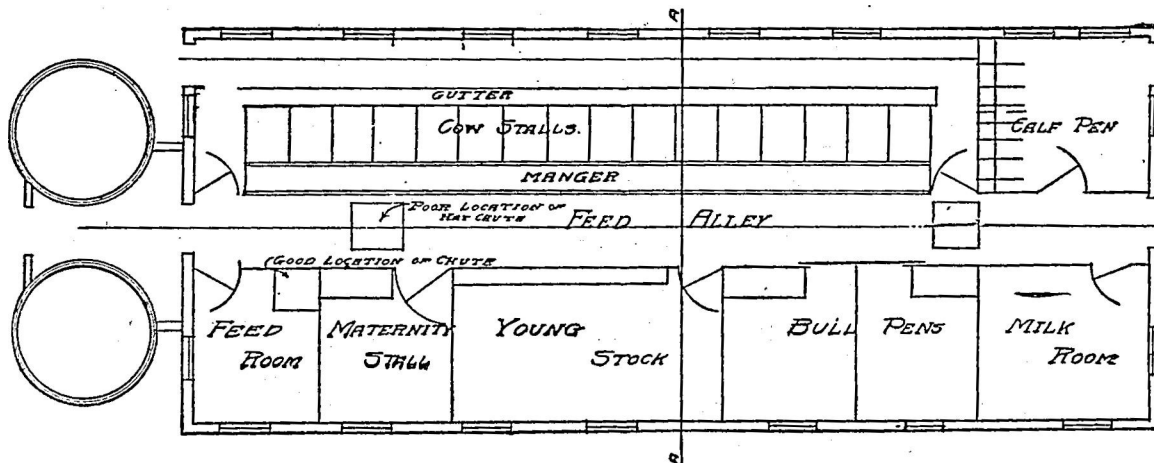 A
GUTTER
COW STALLS.
CALF PEN
MANGER
POOR LOCATION OF
HAY CHUTE
FEED ALLEY
GOOD LOCATION OF CHUTE
FEED
ROOM
MATERNITY
STALL
YOUNG
STOCK
BULL PENS
MILK
ROOM
A